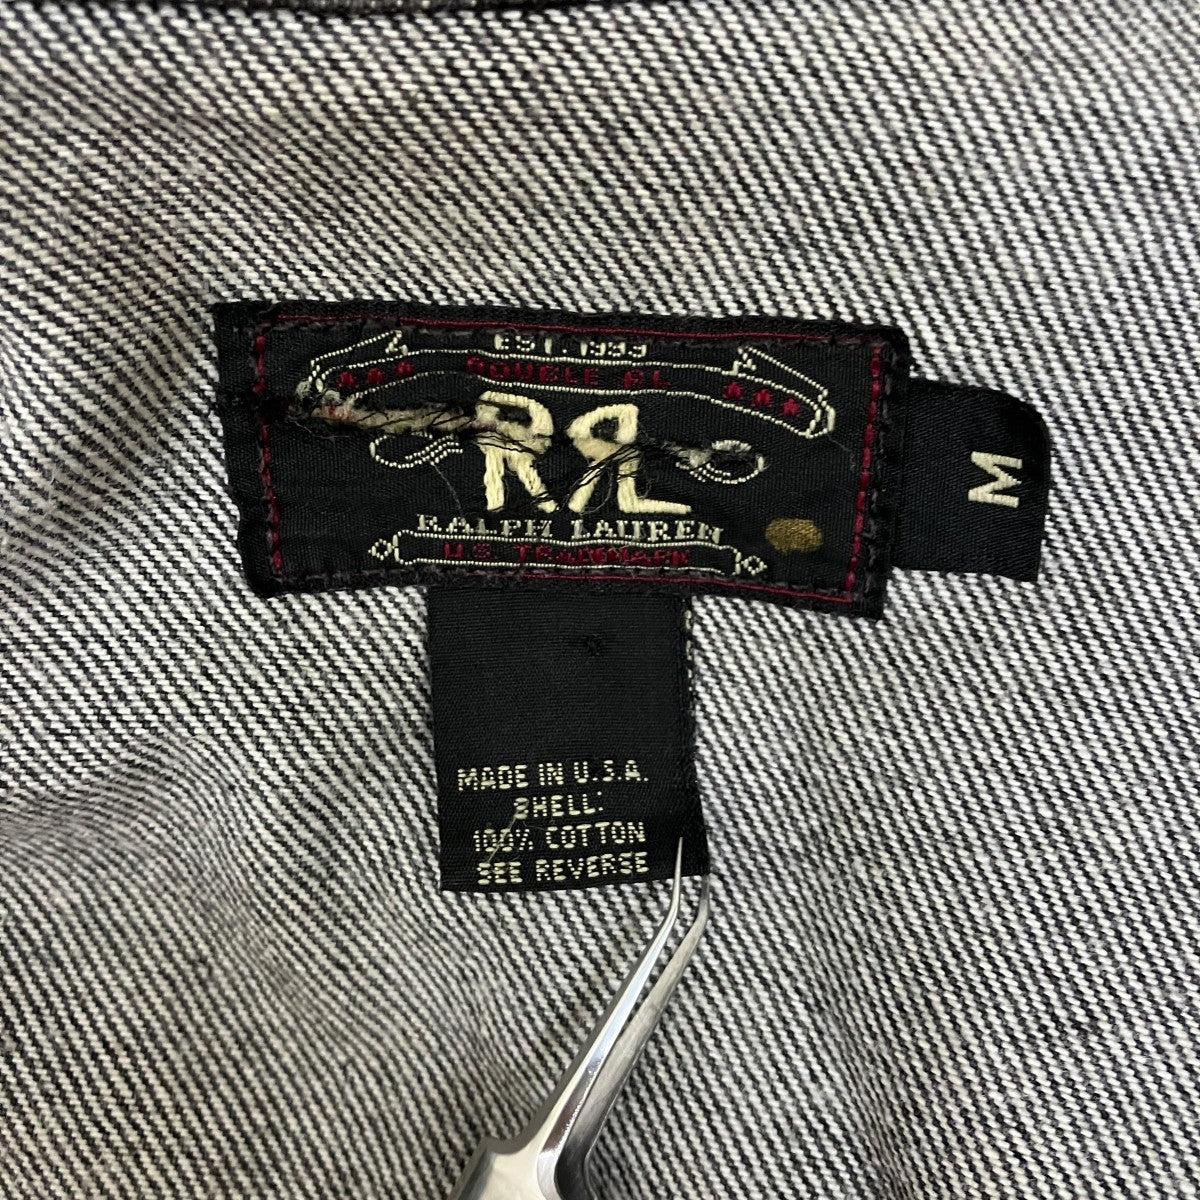 EST. 1993
DOUBLE RL
RRL
RALPH LAUREN
U.S. TRADEMARK
M
MADE IN U.S.A.
SHELL:
100% COTTON
SEE REVERSE